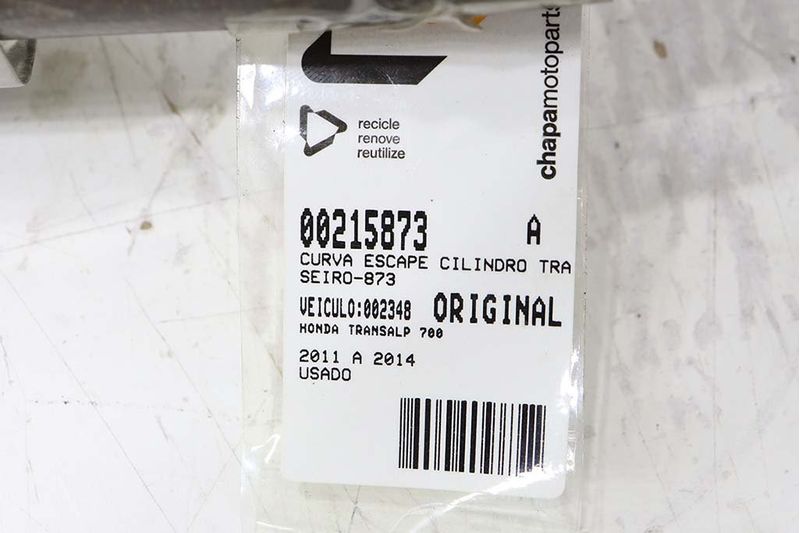 chapamotoparts
recicle
renove
reutilize
00215873 A
CURVA ESCAPE CILINDRO TRA
SEIRO-873
VEICULO:002348 ORIGINAL
HONDA TRANSALP 700
2011 A 2014
USADO